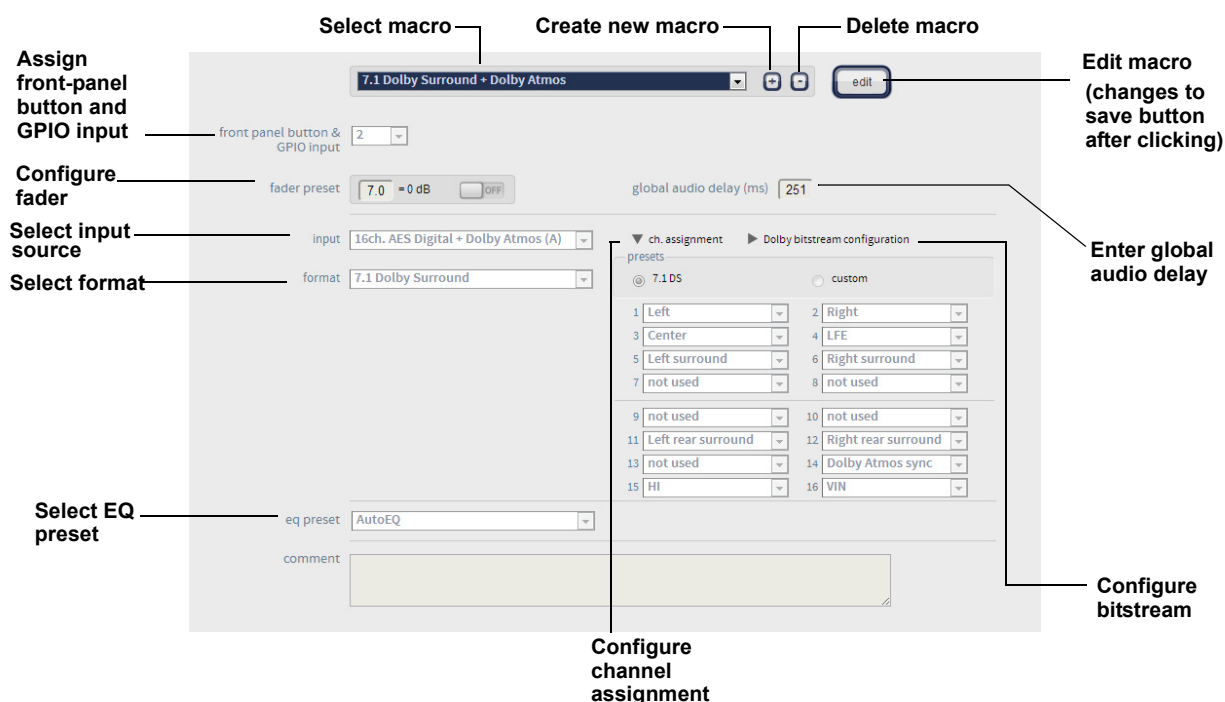 Select macro
Create new macro
Delete macro
Assign
front-panel
button and
GPIO input
7.1 Dolby Surround + Dolby Atmos
+
-
edit
Edit macro
(changes to
save button
after clicking)
front panel button &
GPIO input
2
Configure
fader
fader preset
7.0
= 0 dB
OFF
global audio delay (ms)
251
Select input
source
input
16ch. AES Digital + Dolby Atmos (A)
ch. assignment
Dolby bitstream configuration
Enter global
audio delay
presets
Select format
format
7.1 Dolby Surround
7.1 DS
custom
1 Left
2 Right
3 Center
4 LFE
5 Left surround
6 Right surround
7 not used
8 not used
9 not used
10 not used
11 Left rear surround
12 Right rear surround
13 not used
14 Dolby Atmos sync
15 HI
16 VIN
Select EQ
preset
eq preset
AutoEQ
comment
Configure
bitstream
Configure
channel
assignment